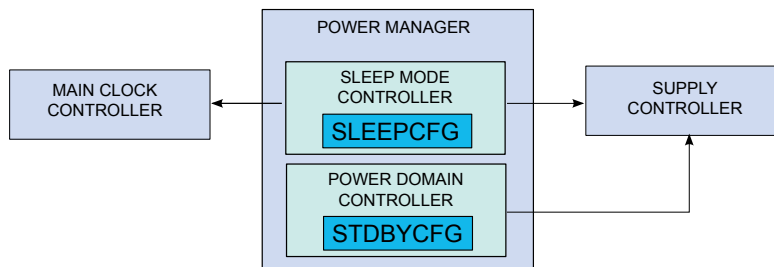 POWER MANAGER
MAIN CLOCK
CONTROLLER
SLEEP MODE
CONTROLLER
SLEEPCFG
SUPPLY
CONTROLLER
POWER DOMAIN
CONTROLLER
STDBYCFG